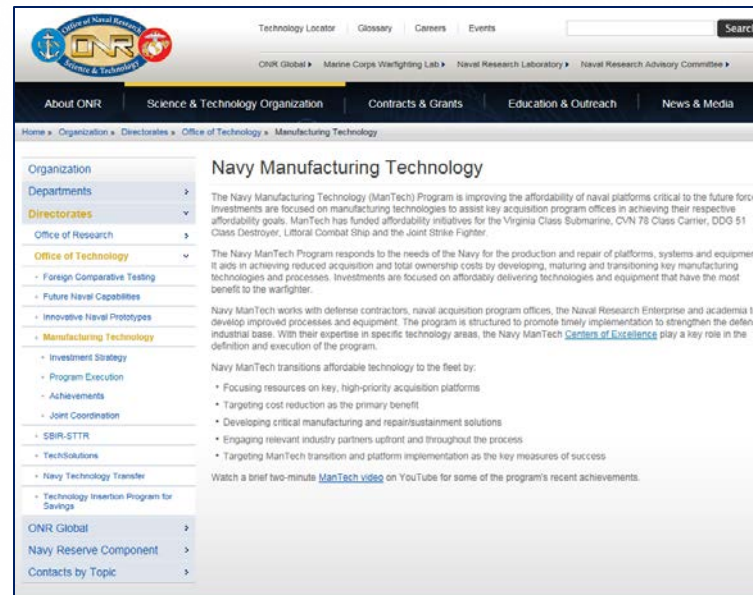 Office of Naval Research
ONR
Science & Technology
Technology Locator
Glossary
Careers
Events
Search
ONR Global
Marine Corps Warfighting Lab
Naval Research Laboratory
Naval Research Advisory Committee
About ONR
Science & Technology Organization
Contracts & Grants
Education & Outreach
News & Media
Home » Organization » Directorates » Office of Technology » Manufacturing Technology
Organization
Departments
Directorates
Office of Research
Office of Technology
Foreign Comparative Testing
Future Naval Capabilities
Innovative Naval Prototypes
Manufacturing Technology
Investment Strategy
Program Execution
Achievements
Joint Coordination
SBIR-STTR
TechSolutions
Navy Technology Transfer
Technology Insertion Program for
Savings
ONR Global
Navy Reserve Component
Contacts by Topic
Navy Manufacturing Technology
The Navy Manufacturing Technology (ManTech) Program is improving the affordability of naval platforms critical to the future force
Investments are focused on manufacturing technologies to assist key acquisition program offices in achieving their respective
affordability goals. ManTech has funded affordability initiatives for the Virginia Class Submarine, CVN 78 Class Carrier, DDG 51
Class Destroyer, Littoral Combat Ship and the Joint Strike Fighter.
The Navy ManTech Program responds to the needs of the Navy for the production and repair of platforms, systems and equipmen
It aids in achieving reduced acquisition and total ownership costs by developing, maturing and transitioning key manufacturing
technologies and processes. Investments are focused on affordably delivering technologies and equipment that have the most
benefit to the warfighter.
Navy ManTech works with defense contractors, naval acquisition program offices, the Naval Research Enterprise and academia t
develop improved processes and equipment. The program is structured to promote timely implementation to strengthen the defen
industrial base. With their expertise in specific technology areas, the Navy ManTech Centers of Excellence play a key role in the
definition and execution of the program.
Navy ManTech transitions affordable technology to the fleet by:
• Focusing resources on key, high-priority acquisition platforms
• Targeting cost reduction as the primary benefit
• Developing critical manufacturing and repair/sustainment solutions
• Engaging relevant industry partners upfront and throughout the process
• Targeting ManTech transition and platform implementation as the key measures of success
Watch a brief two-minute ManTech video on YouTube for some of the program's recent achievements.